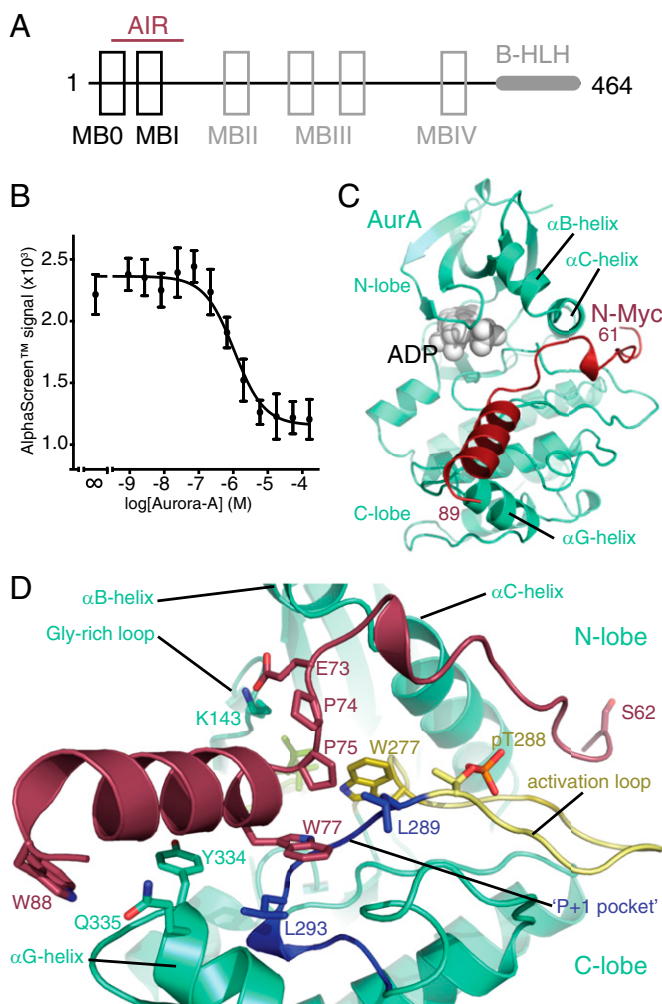 A
AIR
B-HLH
1
464
MB0 MBI MBII MBIII MBIV
B
AlphaScreen™ signal (x10³)
2.5
2.0
1.5
1.0
∞ -9 -8 -7 -6 -5 -4
log[Aurora-A] (M)
C
AurA
αB-helix
N-lobe
αC-helix
N-Myc
61
ADP
C-lobe
89
αG-helix
D
αB-helix
αC-helix
Gly-rich loop
N-lobe
E73
K143
P74
S62
P75
W277
pT288
activation loop
L289
W77
Y334
W88
'P+1 pocket'
Q335
L293
αG-helix
C-lobe